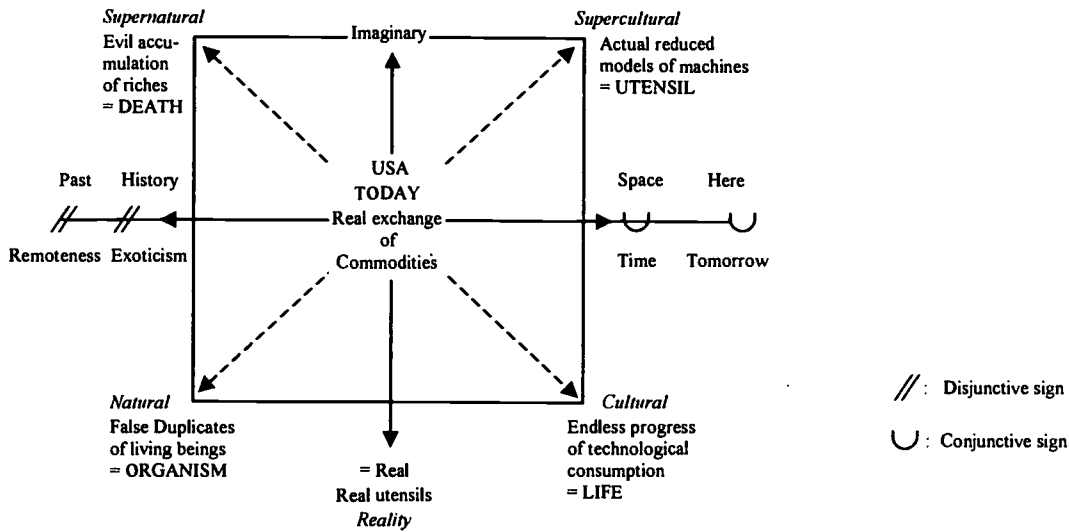 Supernatural
Evil accu-
mulation
of riches
= DEATH
Imaginary
Supercultural
Actual reduced
models of machines
= UTENSIL
USA
TODAY
Real exchange
of
Commodities
Past History
Remoteness Exoticism
Space Here
Time Tomorrow
Natural
False Duplicates
of living beings
= ORGANISM
= Real
Real utensils
Reality
Cultural
Endless progress
of technological
consumption
= LIFE
// : Disjunctive sign
∪ : Conjunctive sign